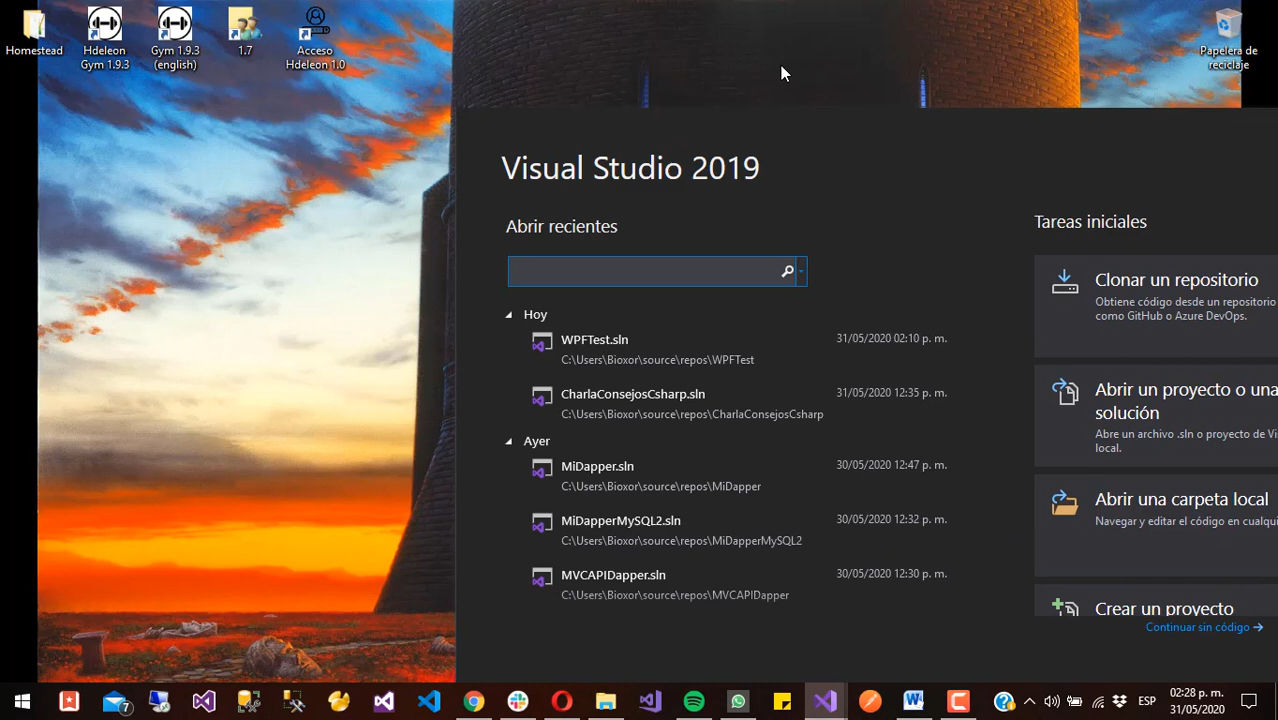 Homestead
Hdeleon
Gym 1.9.3
Gym 1.9.3
(english)
1.7
Acceso
Hdeleon 1.0
Papelera de
reciclaje
Visual Studio 2019
Abrir recientes
Hoy
WPFTest.sln
31/05/2020 02:10 p. m.
C:\Users\Bioxor\source\repos\WPFTest
CharlaConsejosCsharp.sln
31/05/2020 12:35 p. m.
C:\Users\Bioxor\source\repos\CharlaConsejosCsharp
Ayer
MiDapper.sln
30/05/2020 12:47 p. m.
C:\Users\Bioxor\source\repos\MiDapper
MiDapperMySQL2.sln
30/05/2020 12:32 p. m.
C:\Users\Bioxor\source\repos\MiDapperMySQL2
MVCAPIDapper.sln
30/05/2020 12:30 p. m.
C:\Users\Bioxor\source\repos\MVCAPIDapper
Tareas iniciales
Clonar un repositorio
Obtiene código desde un repositorio
como GitHub o Azure DevOps.
Abrir un proyecto o una
solución
Abre un archivo .sln o proyecto de Vi
local.
Abrir una carpeta local
Navegar y editar el código en cualqui
Crear un proyecto
Continuar sin código
7
ESP
02:28 p. m.
31/05/2020